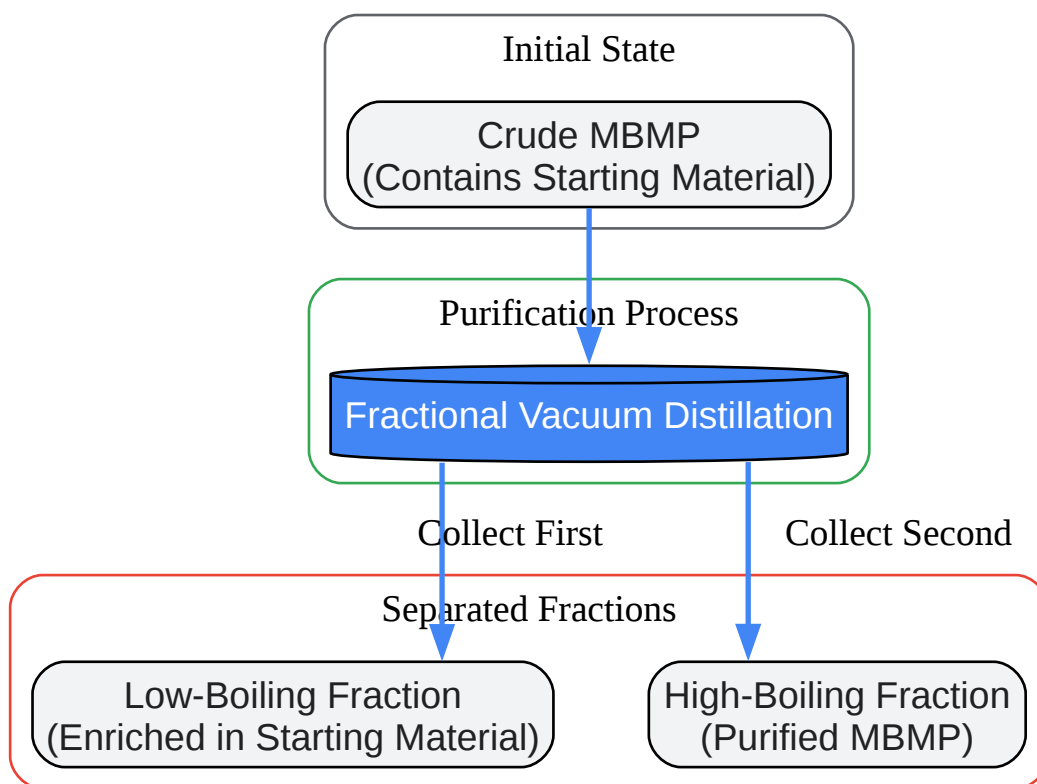 Initial State
Crude MBMP
(Contains Starting Material)
Purification Process
Fractional Vacuum Distillation
Collect First
Collect Second
Separated Fractions
Low-Boiling Fraction
(Enriched in Starting Material)
High-Boiling Fraction
(Purified MBMP)